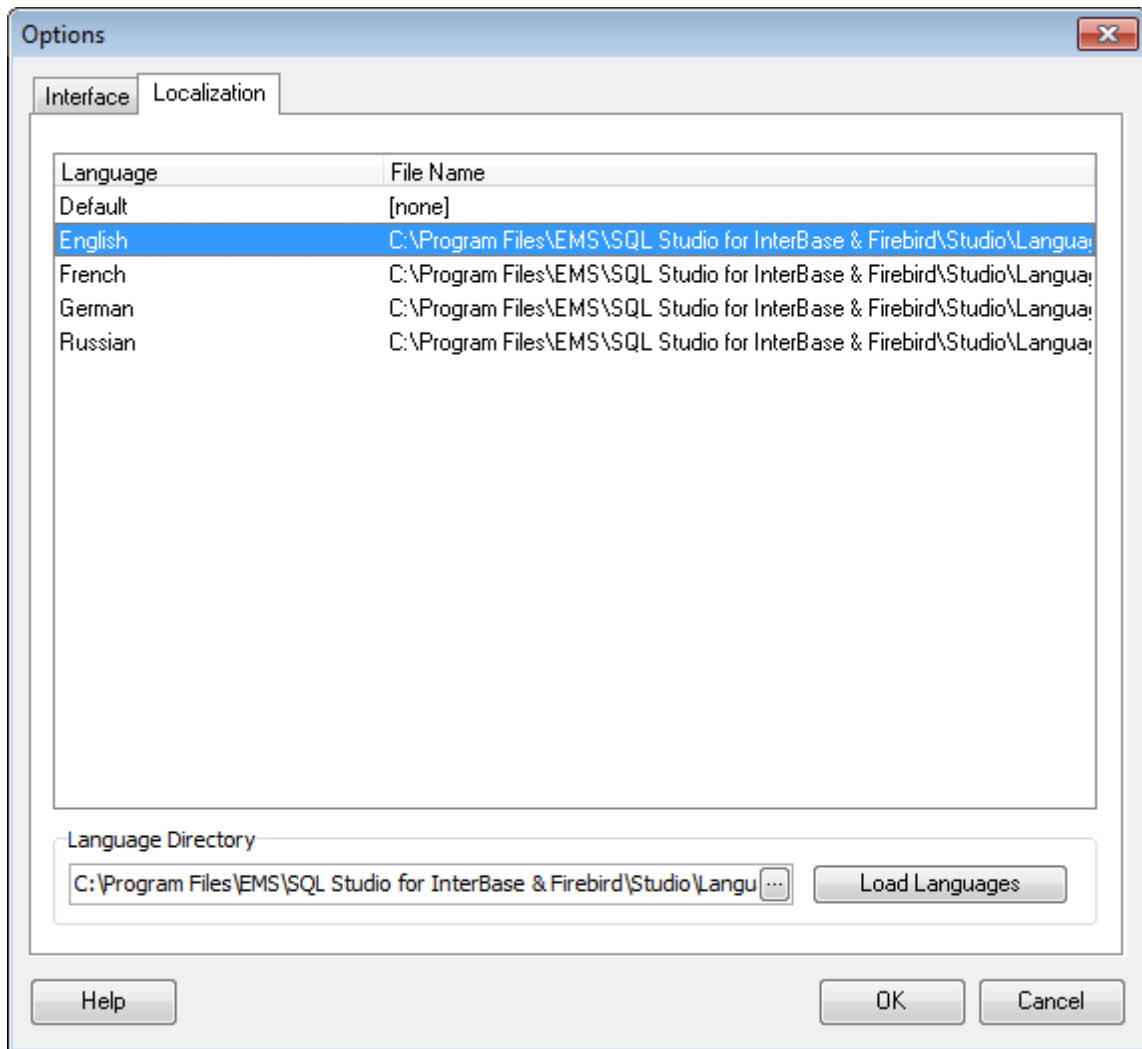 Options
Interface Localization
Language File Name
Default [none]
English C:\Program Files\EMS\SQL Studio for InterBase & Firebird\Studio\Languag
French C:\Program Files\EMS\SQL Studio for InterBase & Firebird\Studio\Languag
German C:\Program Files\EMS\SQL Studio for InterBase & Firebird\Studio\Languag
Russian C:\Program Files\EMS\SQL Studio for InterBase & Firebird\Studio\Languag
Language Directory
C:\Program Files\EMS\SQL Studio for InterBase & Firebird\Studio\Langu ... Load Languages
Help OK Cancel